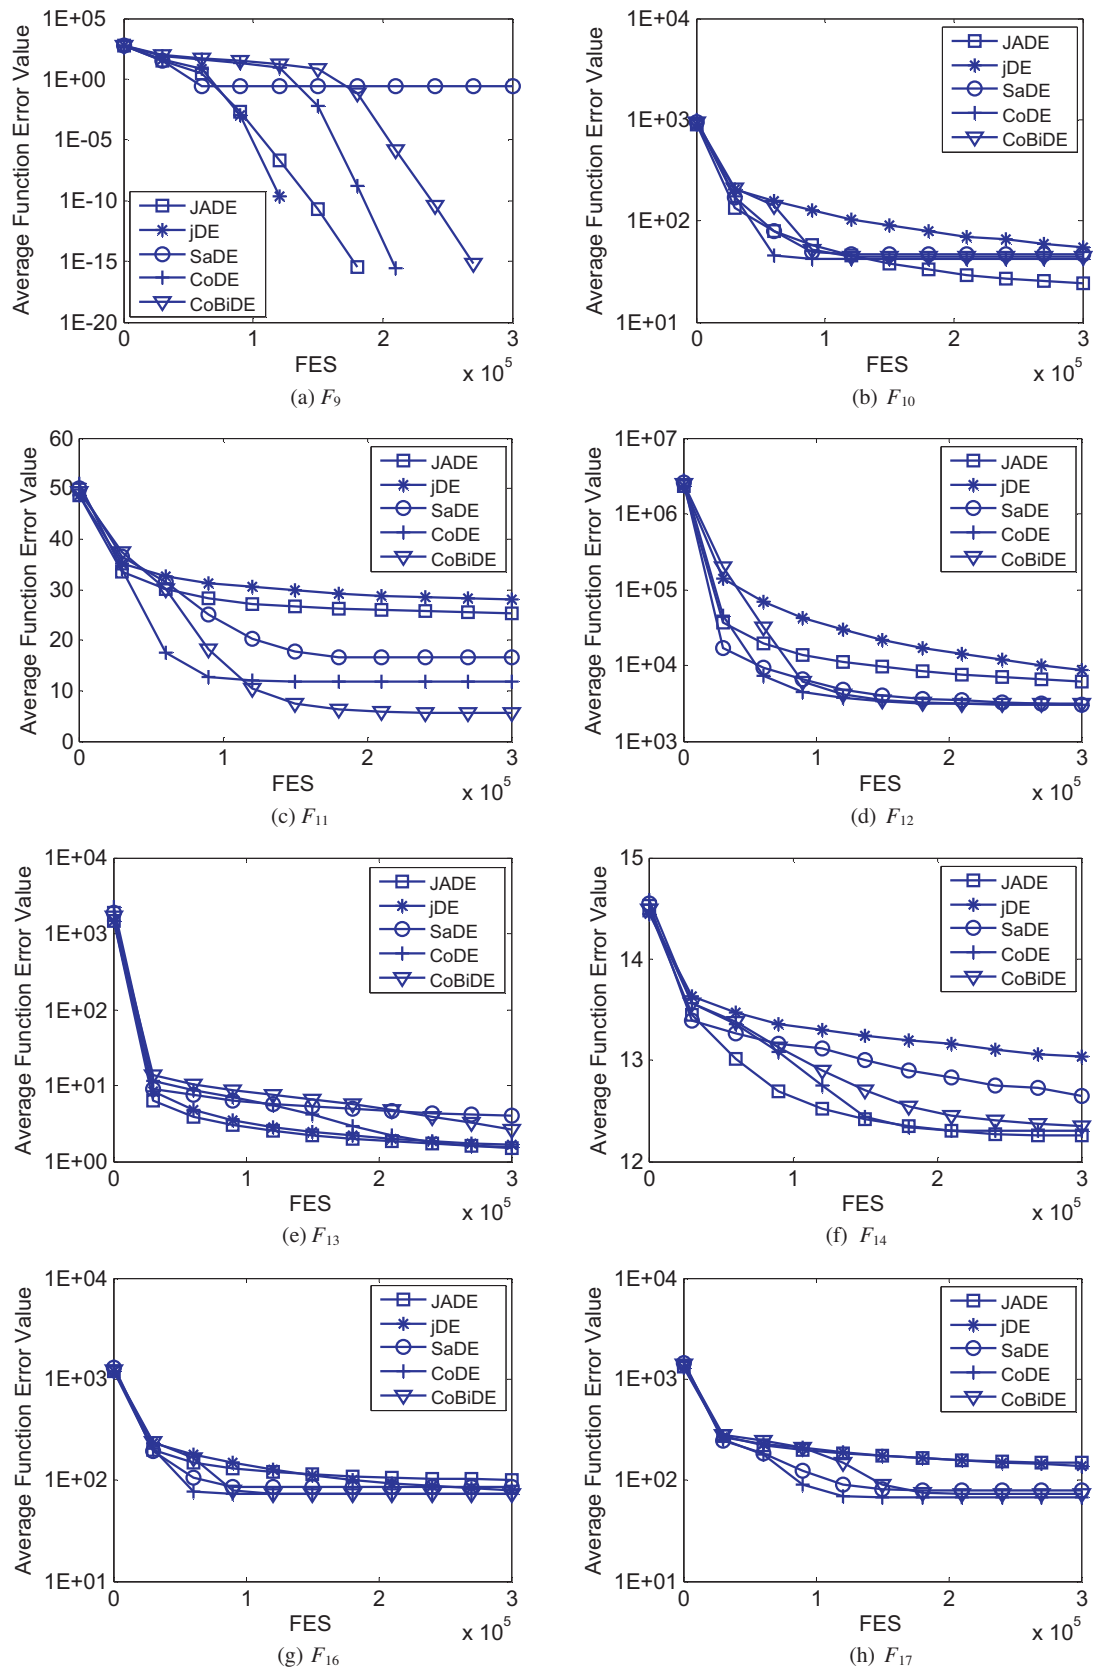 Average Function Error Value
1E+05
1E+00
1E-05
1E-10
1E-15
1E-20
JADE
jDE
SaDE
CoDE
CoBiDE
0
1
2
3
FES
x 10^5
(a) F9
Average Function Error Value
1E+04
1E+03
1E+02
1E+01
JADE
jDE
SaDE
CoDE
CoBiDE
0
1
2
3
FES
x 10^5
(b) F10
Average Function Error Value
60
50
40
30
20
10
0
JADE
jDE
SaDE
CoDE
CoBiDE
0
1
2
3
FES
x 10^5
(c) F11
Average Function Error Value
1E+07
1E+06
1E+05
1E+04
1E+03
JADE
jDE
SaDE
CoDE
CoBiDE
0
1
2
3
FES
x 10^5
(d) F12
Average Function Error Value
1E+04
1E+03
1E+02
1E+01
1E+00
JADE
jDE
SaDE
CoDE
CoBiDE
0
1
2
3
FES
x 10^5
(e) F13
Average Function Error Value
15
14
13
12
JADE
jDE
SaDE
CoDE
CoBiDE
0
1
2
3
FES
x 10^5
(f) F14
Average Function Error Value
1E+04
1E+03
1E+02
1E+01
JADE
jDE
SaDE
CoDE
CoBiDE
0
1
2
3
FES
x 10^5
(g) F16
Average Function Error Value
1E+04
1E+03
1E+02
1E+01
JADE
jDE
SaDE
CoDE
CoBiDE
0
1
2
3
FES
x 10^5
(h) F17